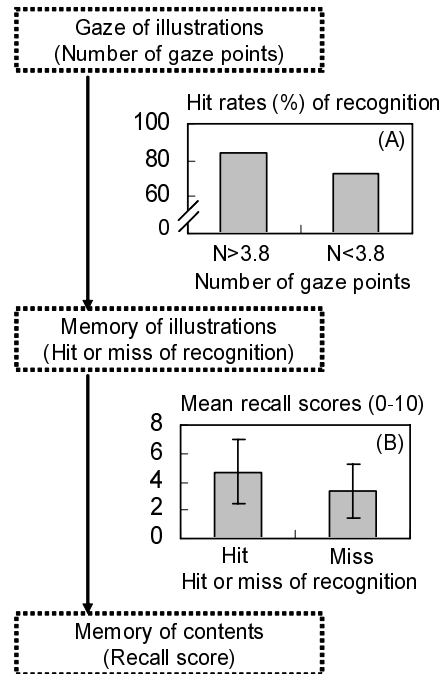 Gaze of illustrations
(Number of gaze points)
Hit rates (%) of recognition
100
(A)
80
60
0
N>3.8 N<3.8
Number of gaze points
Memory of illustrations
(Hit or miss of recognition)
Mean recall scores (0-10)
8
(B)
6
4
2
0
Hit Miss
Hit or miss of recognition
Memory of contents
(Recall score)